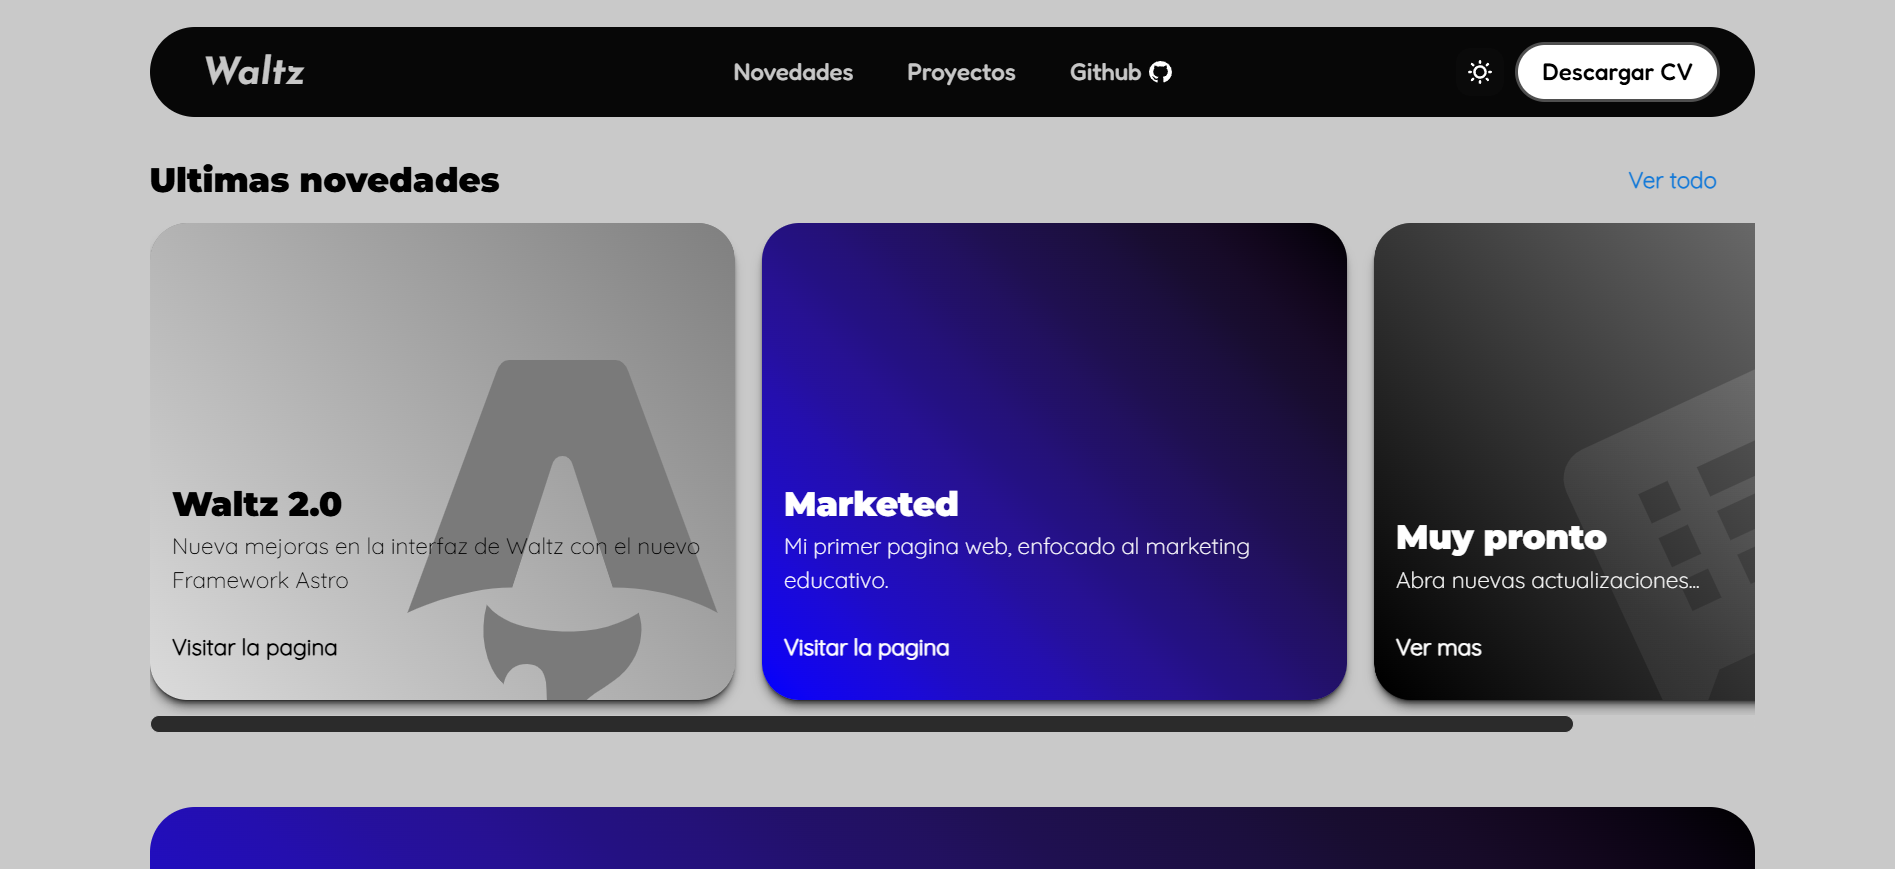 Waltz
Novedades
Proyectos
Github
Descargar CV
Ultimas novedades
Ver todo
Waltz 2.0
Nueva mejoras en la interfaz de Waltz con el nuevo
Framework Astro
Visitar la pagina
Marketed
Mi primer pagina web, enfocado al marketing
educativo.
Visitar la pagina
Muy pronto
Abra nuevas actualizaciones...
Ver mas